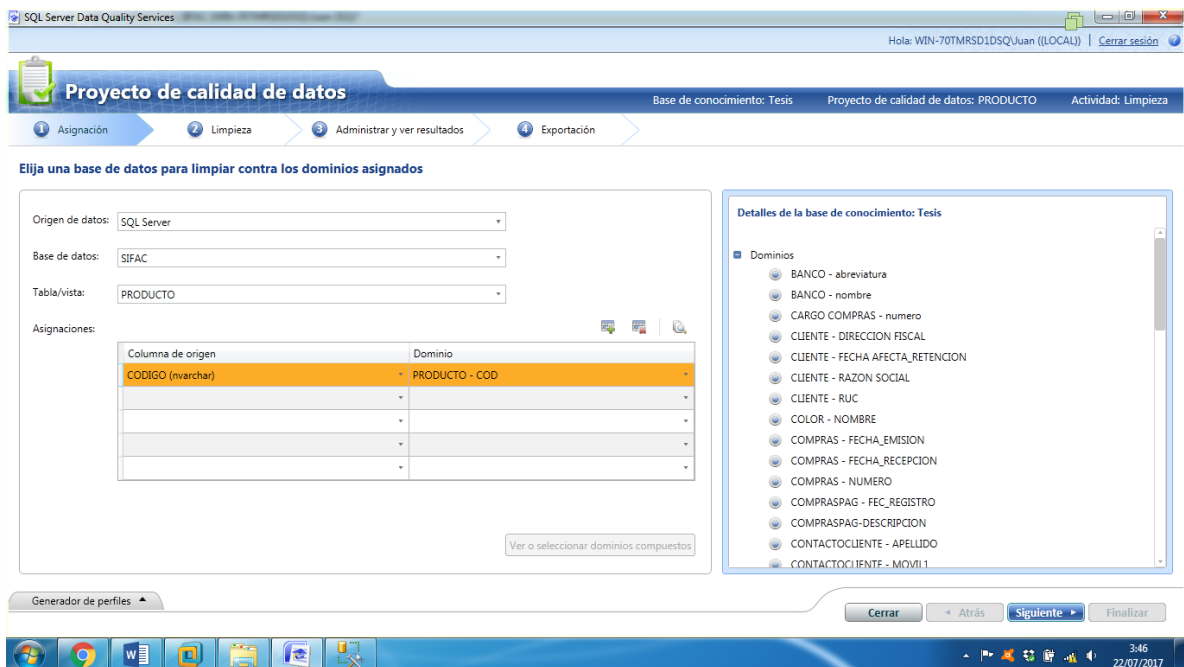 SQL Server Data Quality Services
Hola: WIN-70TMRSD1DSQ\Juan ((LOCAL)) | Cerrar sesión
Proyecto de calidad de datos
Base de conocimiento: Tesis Proyecto de calidad de datos: PRODUCTO Actividad: Limpieza
1 Asignación 2 Limpieza 3 Administrar y ver resultados 4 Exportación
Elija una base de datos para limpiar contra los dominios asignados
Origen de datos: SQL Server
Base de datos: SIFAC
Tabla/vista: PRODUCTO
Asignaciones:
Columna de origen Dominio
CODIGO (nvarchar) PRODUCTO - COD
Ver o seleccionar dominios compuestos
Detalles de la base de conocimiento: Tesis
Dominios
BANCO - abreviatura
BANCO - nombre
CARGO COMPRAS - numero
CLIENTE - DIRECCION FISCAL
CLIENTE - FECHA AFECTA_RETENCION
CLIENTE - RAZON SOCIAL
CLIENTE - RUC
COLOR - NOMBRE
COMPRAS - FECHA_EMISION
COMPRAS - FECHA_RECEPCION
COMPRAS - NUMERO
COMPRASPAG - FEC_REGISTRO
COMPRASPAG-DESCRIPCION
CONTACTOCLIENTE - APELLIDO
CONTACTOCLIENTE - MOVIL1
Generador de perfiles
Cerrar Atrás Siguiente Finalizar
3:46
22/07/2017